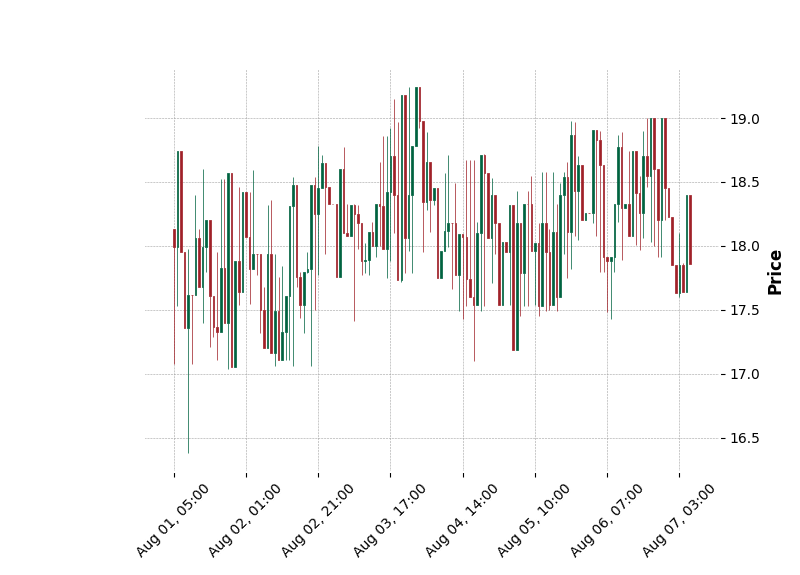 19.0
18.5
18.0
17.5
17.0
16.5
Price
Aug 01, 05:00
Aug 02, 01:00
Aug 02, 21:00
Aug 03, 17:00
Aug 04, 14:00
Aug 05, 10:00
Aug 06, 07:00
Aug 07, 03:00